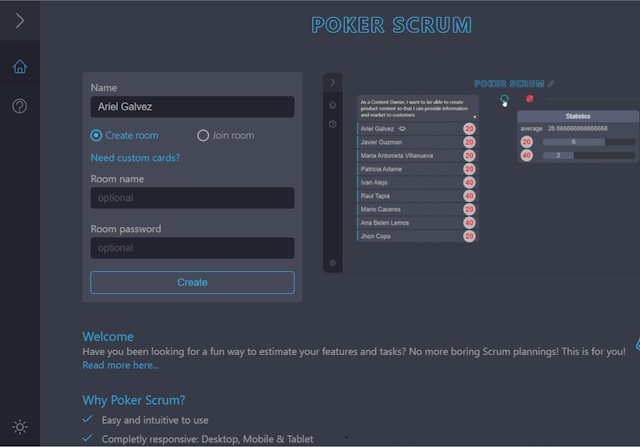 POKER SCRUM
Name
Ariel Galvez
Create room
Join room
Need custom cards?
Room name
optional
Room password
optional
Create
POKER SCRUM
As a Content Owner, I want to be able to create
product content so that I can provide information
and market to customers
Ariel Galvez 20
Javier Guzman 20
Maria Antonieta Villanueva 20
Patricia Adame 20
Ivan Alejo 40
Raul Tapia 40
Mario Caceres 20
Ana Belen Lemos 40
Jhon Copa 20
Statistics
average 26.666666666666668
20 6
40 3
Welcome
Have you been looking for a fun way to estimate your features and tasks? No more boring Scrum plannings! This is for you!
Read more here...
Why Poker Scrum?
Easy and intuitive to use
Completly responsive: Desktop, Mobile & Tablet